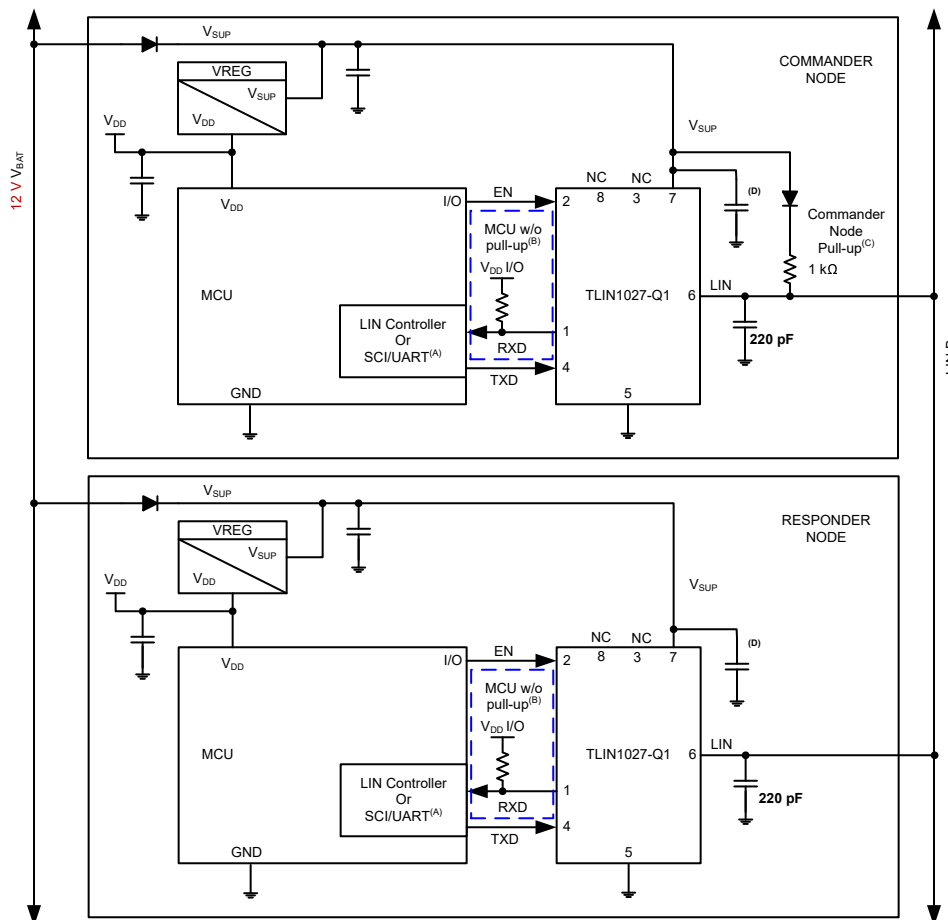 12 V VBAT
VSUP
COMMANDER
NODE
VREG
VSUP
VDD
VDD
VSUP
VDD
MCU
I/O
EN
MCU w/o
pull-up(B)
VDD I/O
RXD
TXD
LIN Controller
Or
SCI/UART(A)
GND
NC
NC
8
3
7
2
1
4
5
6
TLIN1027-Q1
(D)
Commander
Node
Pull-up(C)
1 kΩ
LIN
220 pF
VSUP
RESPONDER
NODE
VREG
VSUP
VDD
VDD
VSUP
VDD
MCU
I/O
EN
MCU w/o
pull-up(B)
VDD I/O
RXD
TXD
LIN Controller
Or
SCI/UART(A)
GND
NC
NC
8
3
7
2
1
4
5
6
TLIN1027-Q1
(D)
LIN
220 pF